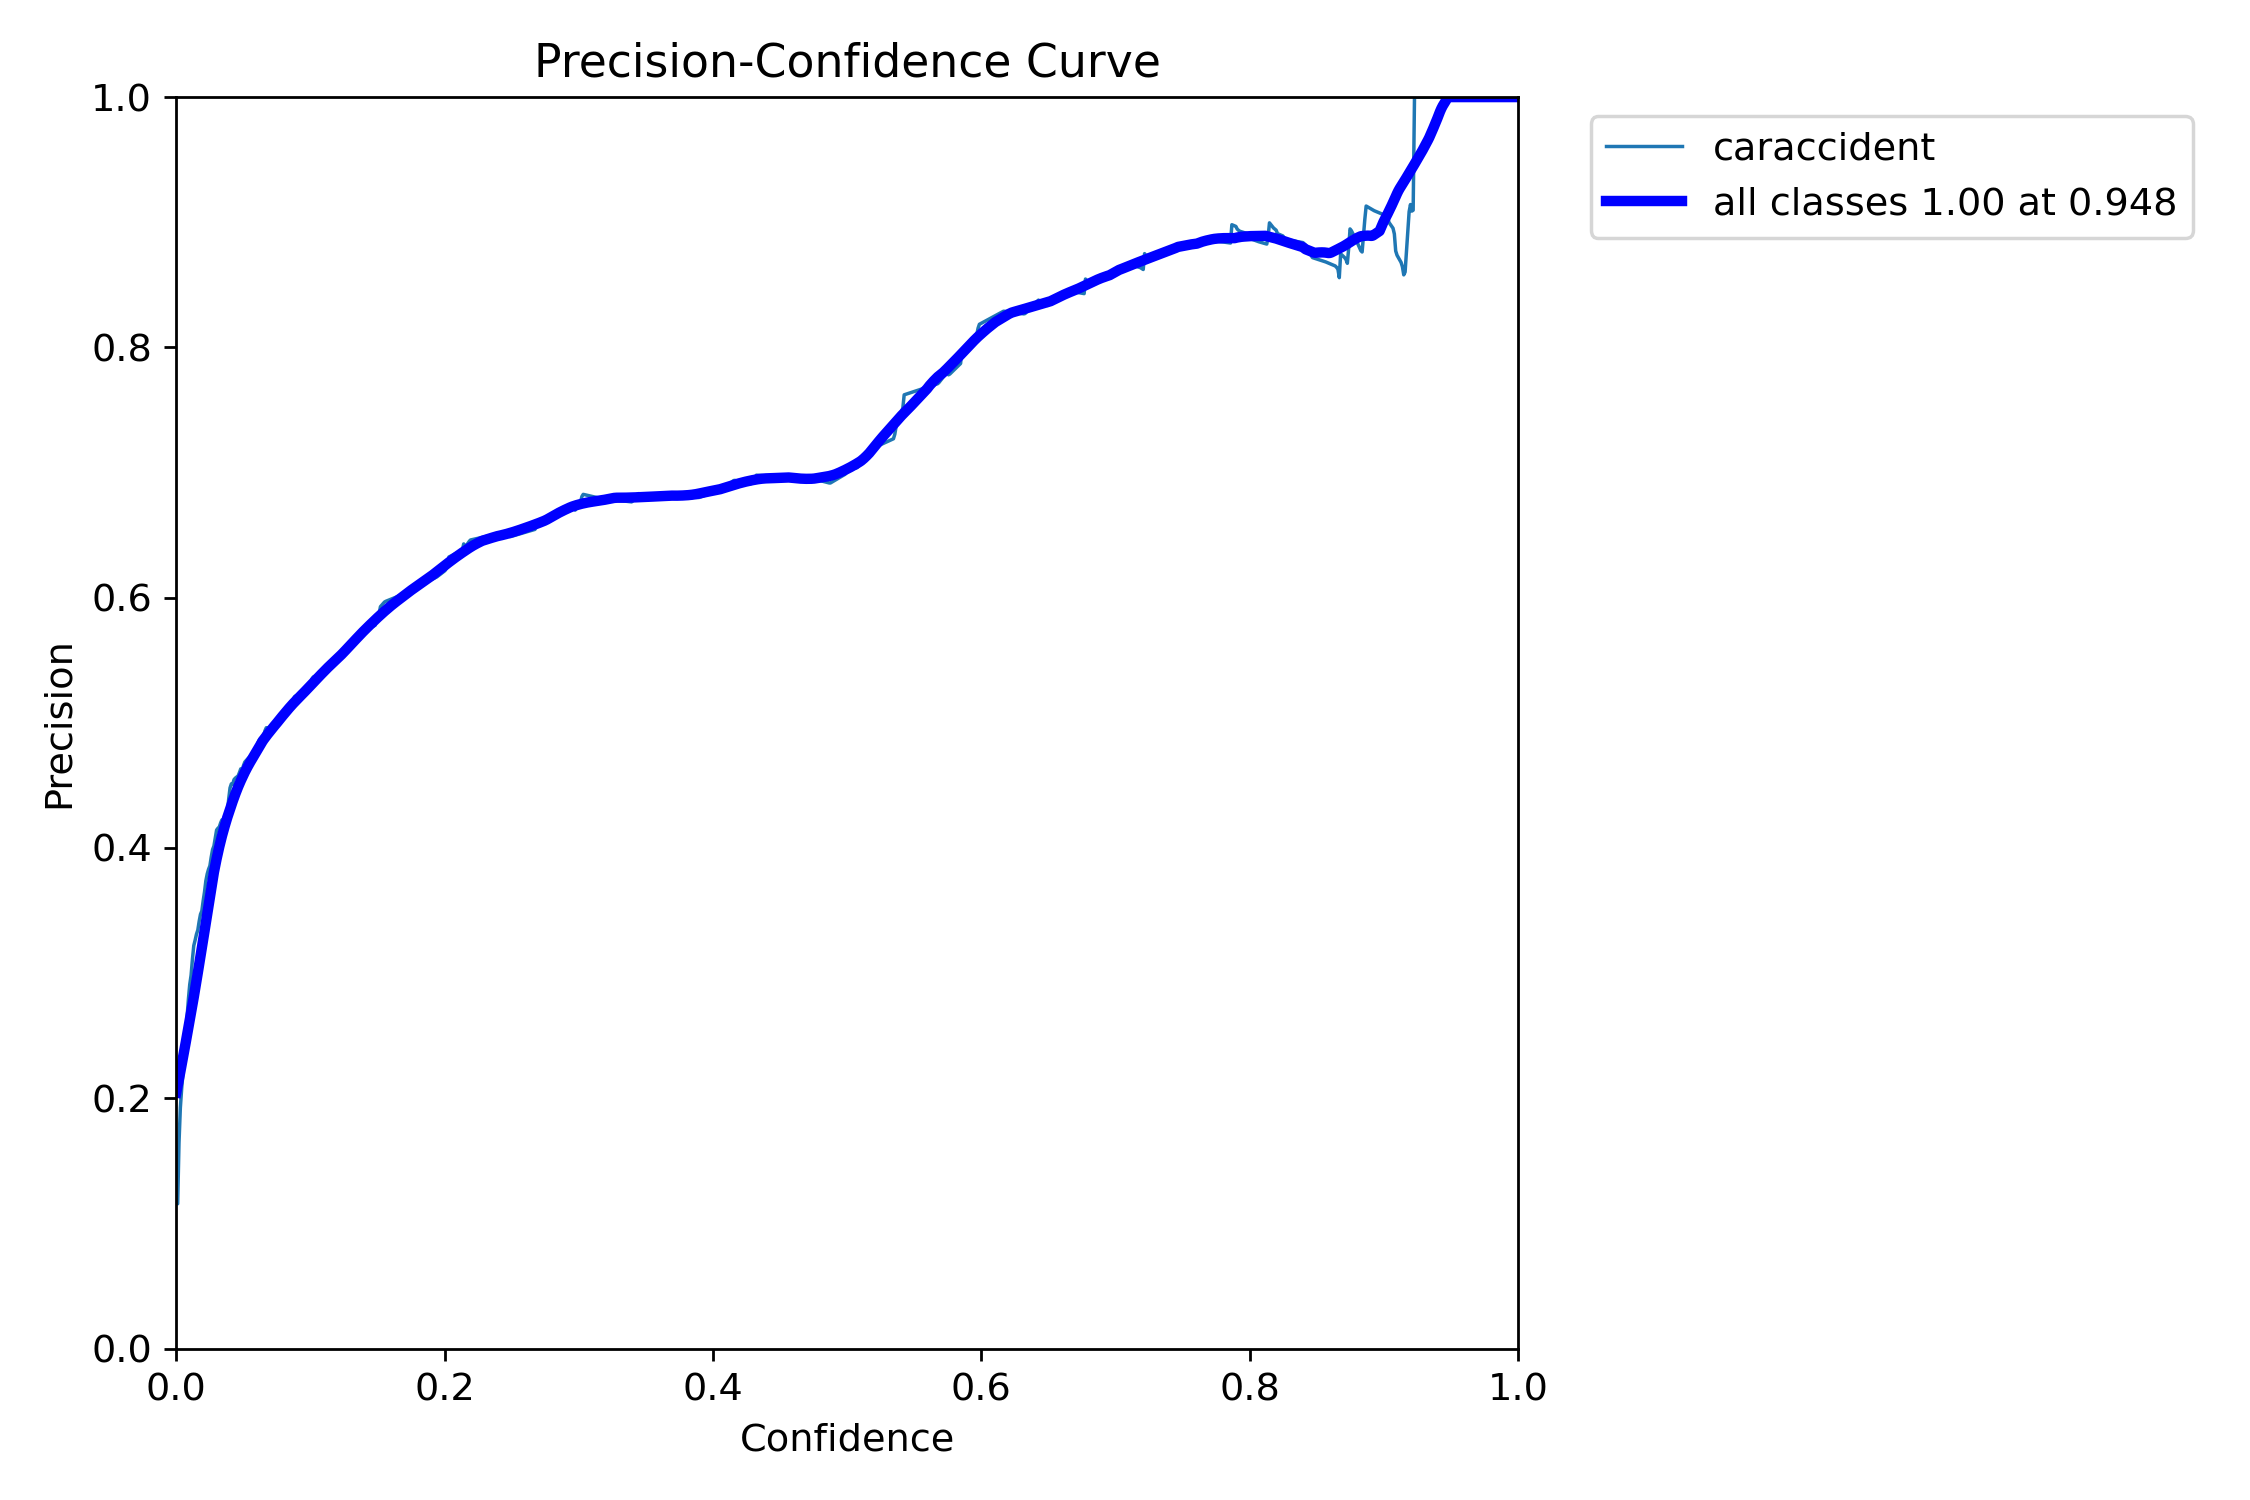 Precision-Confidence Curve
caraccident
all classes 1.00 at 0.948
Precision
1.0
0.8
0.6
0.4
0.2
0.0
0.0 0.2 0.4 0.6 0.8 1.0
Confidence